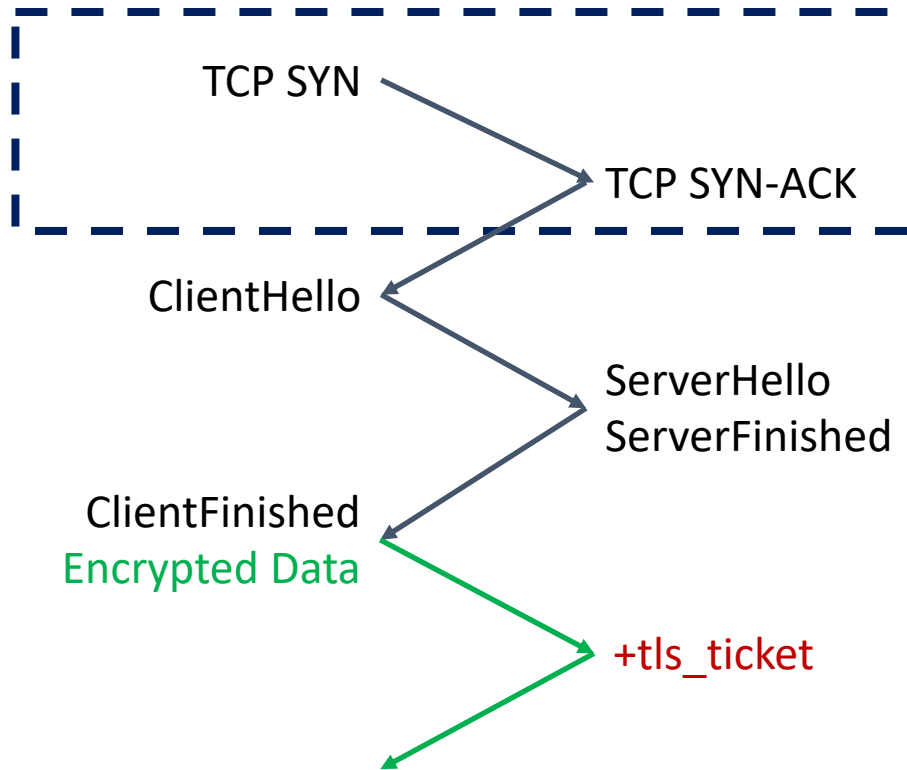 TCP SYN
TCP SYN-ACK
ClientHello
ServerHello
ServerFinished
ClientFinished
Encrypted Data
+tls_ticket